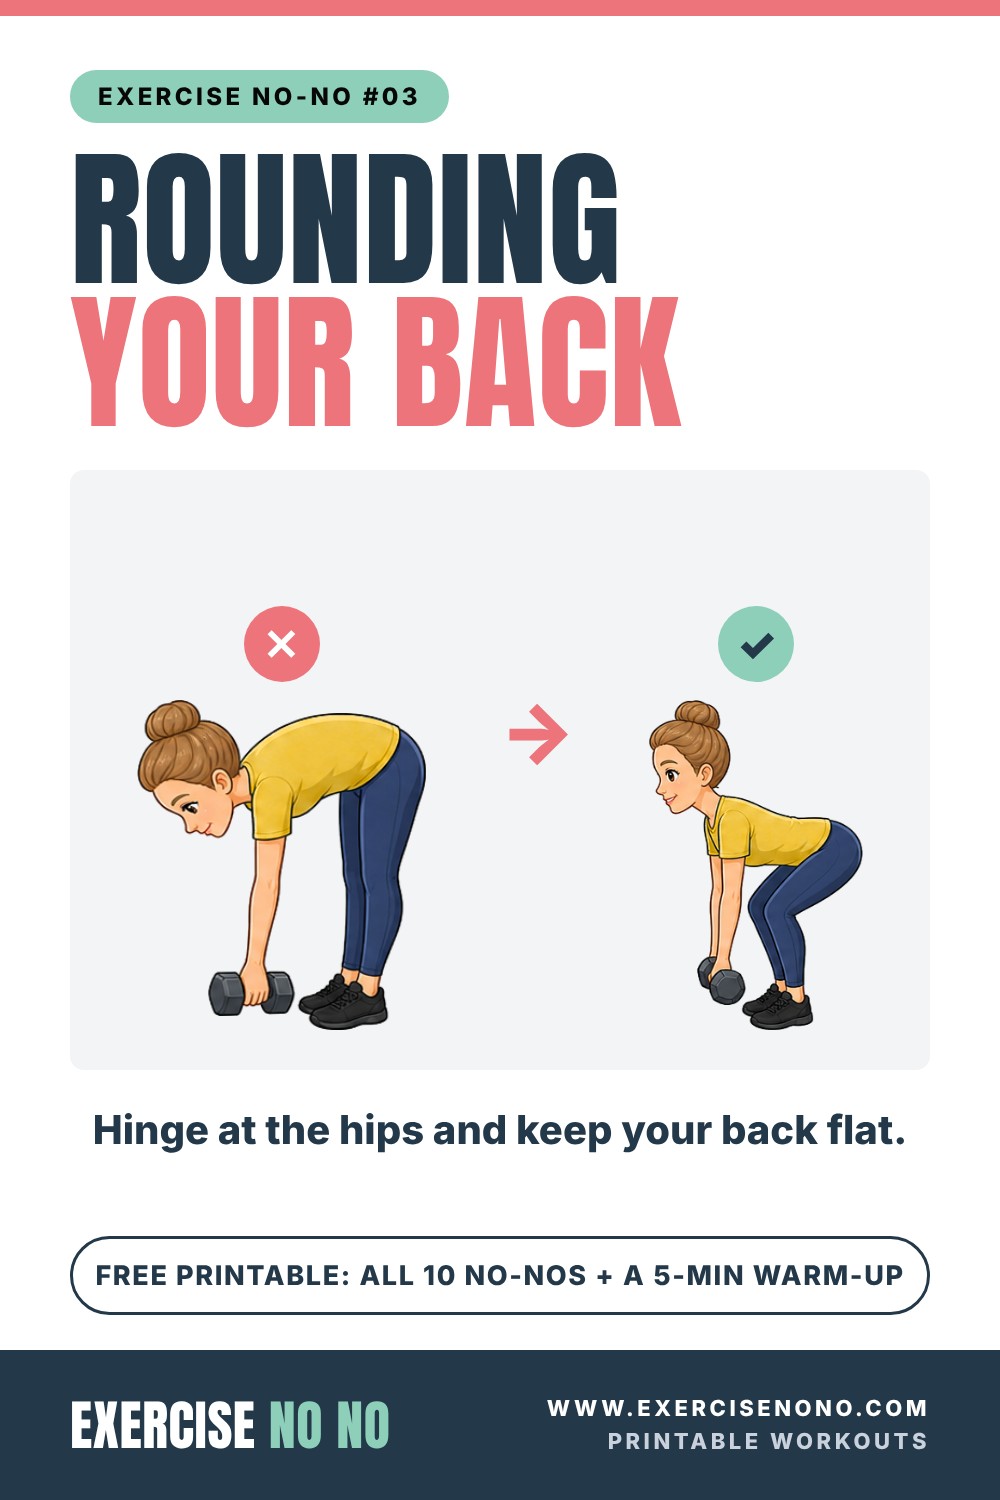 EXERCISE NO-NO #03
ROUNDING
YOUR BACK
Hinge at the hips and keep your back flat.
FREE PRINTABLE: ALL 10 NO-NOS + A 5-MIN WARM-UP
EXERCISE NO NO
WWW.EXERCISENONO.COM
PRINTABLE WORKOUTS